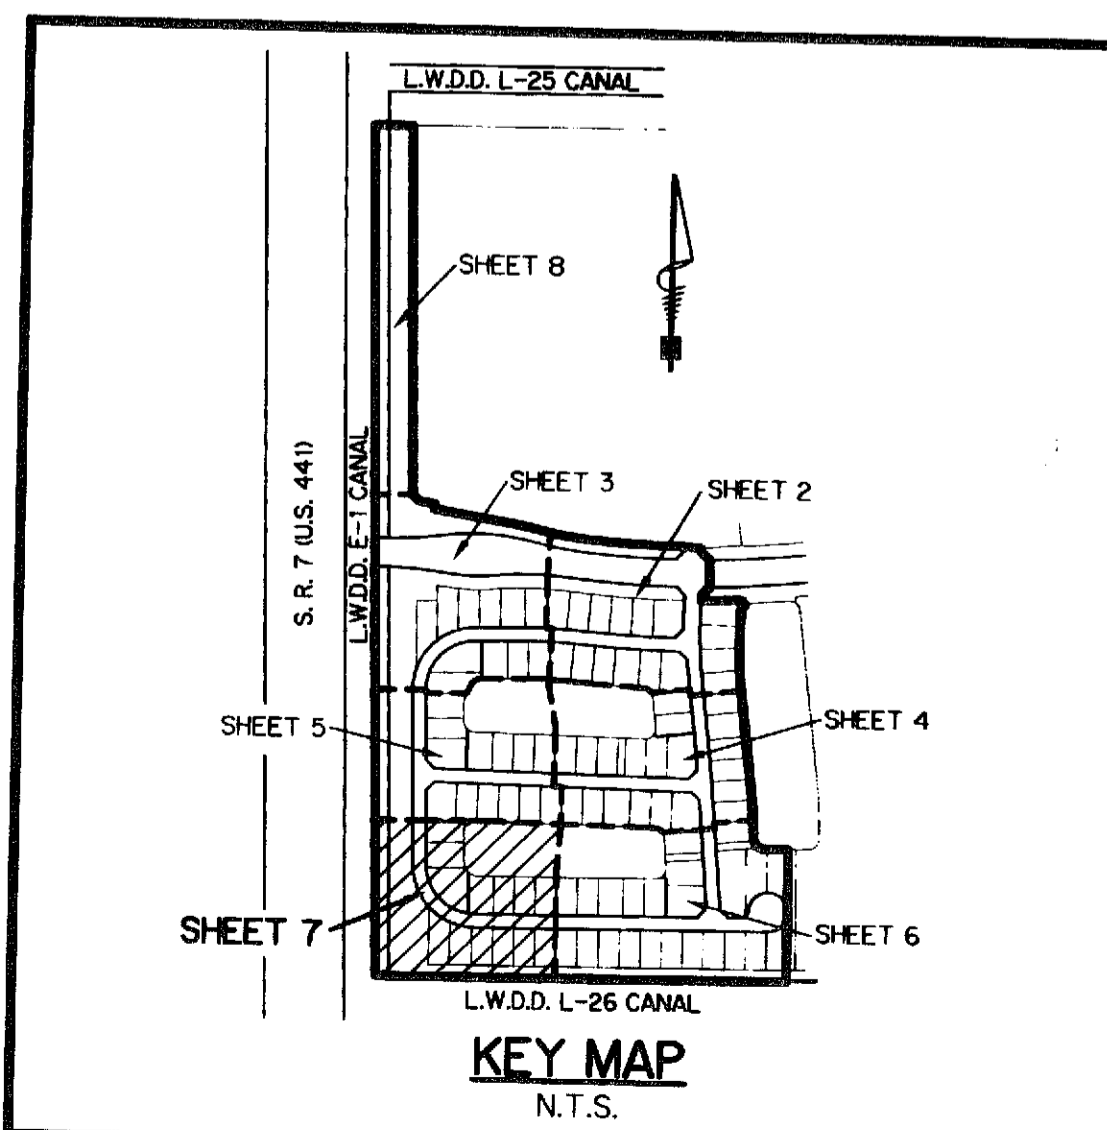 L.W.D.D. L-25 CANAL
SHEET 8
S. R. 7 (U.S. 441)
L.W.D.D. E-1 CANAL
SHEET 3
SHEET 2
SHEET 5
SHEET 4
SHEET 7
SHEET 6
L.W.D.D. L-26 CANAL
KEY MAP
N.T.S.